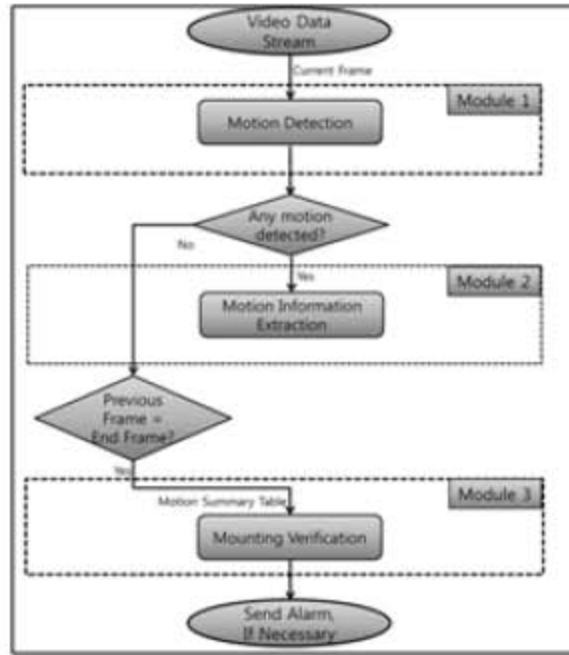 Video Data
Stream
Current Frame
Module 1
Motion Detection
Any motion
detected?
No
Yes
Module 2
Motion Information
Extraction
Previous
Frame =
End Frame?
Yes
Module 3
Motion Summary Table
Mounting Verification
Send Alarm,
If Necessary